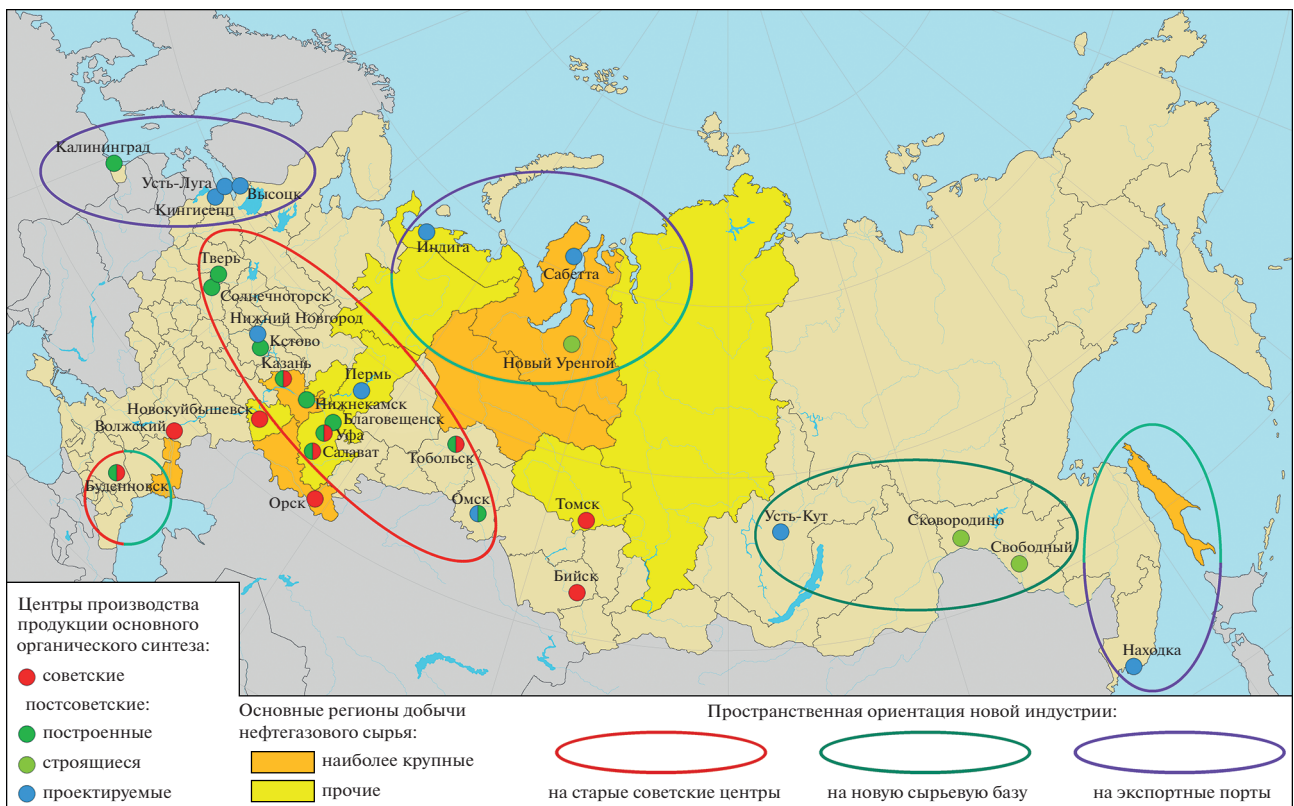 Калининград
Усть-Луга
Высоцк
Кингисепп
Индига
Сабетта
Тверь
Солнечногорск
Нижний Новгород
Кстово
Новый Уренгой
Казань
Пермь
Нижнекамск
Новокуйбышевск
Благовещенск
Волжский
Уфа
Салават
Тобольск
Буденновск
Орск
Омск
Томск
Усть-Кут
Сковородино
Свободный
Бийск
Находка
Центры производства
продукции основного
органического синтеза:
советские
постсоветские:
построенные
строящиеся
проектируемые
Основные регионы добычи
нефтегазового сырья:
наиболее крупные
прочие
Пространственная ориентация новой индустрии:
на старые советские центры
на новую сырьевую базу
на экспортные порты